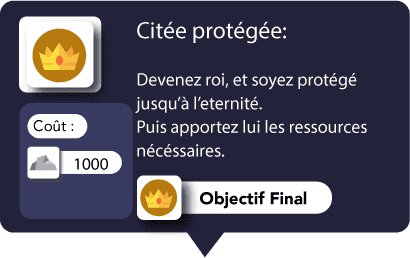 Citée protégée:
Devenez roi, et soyez protégé
jusqu'à l'eternité.
Puis apportez lui les ressources
nécéssaires.
Coût :
1000
Objectif Final